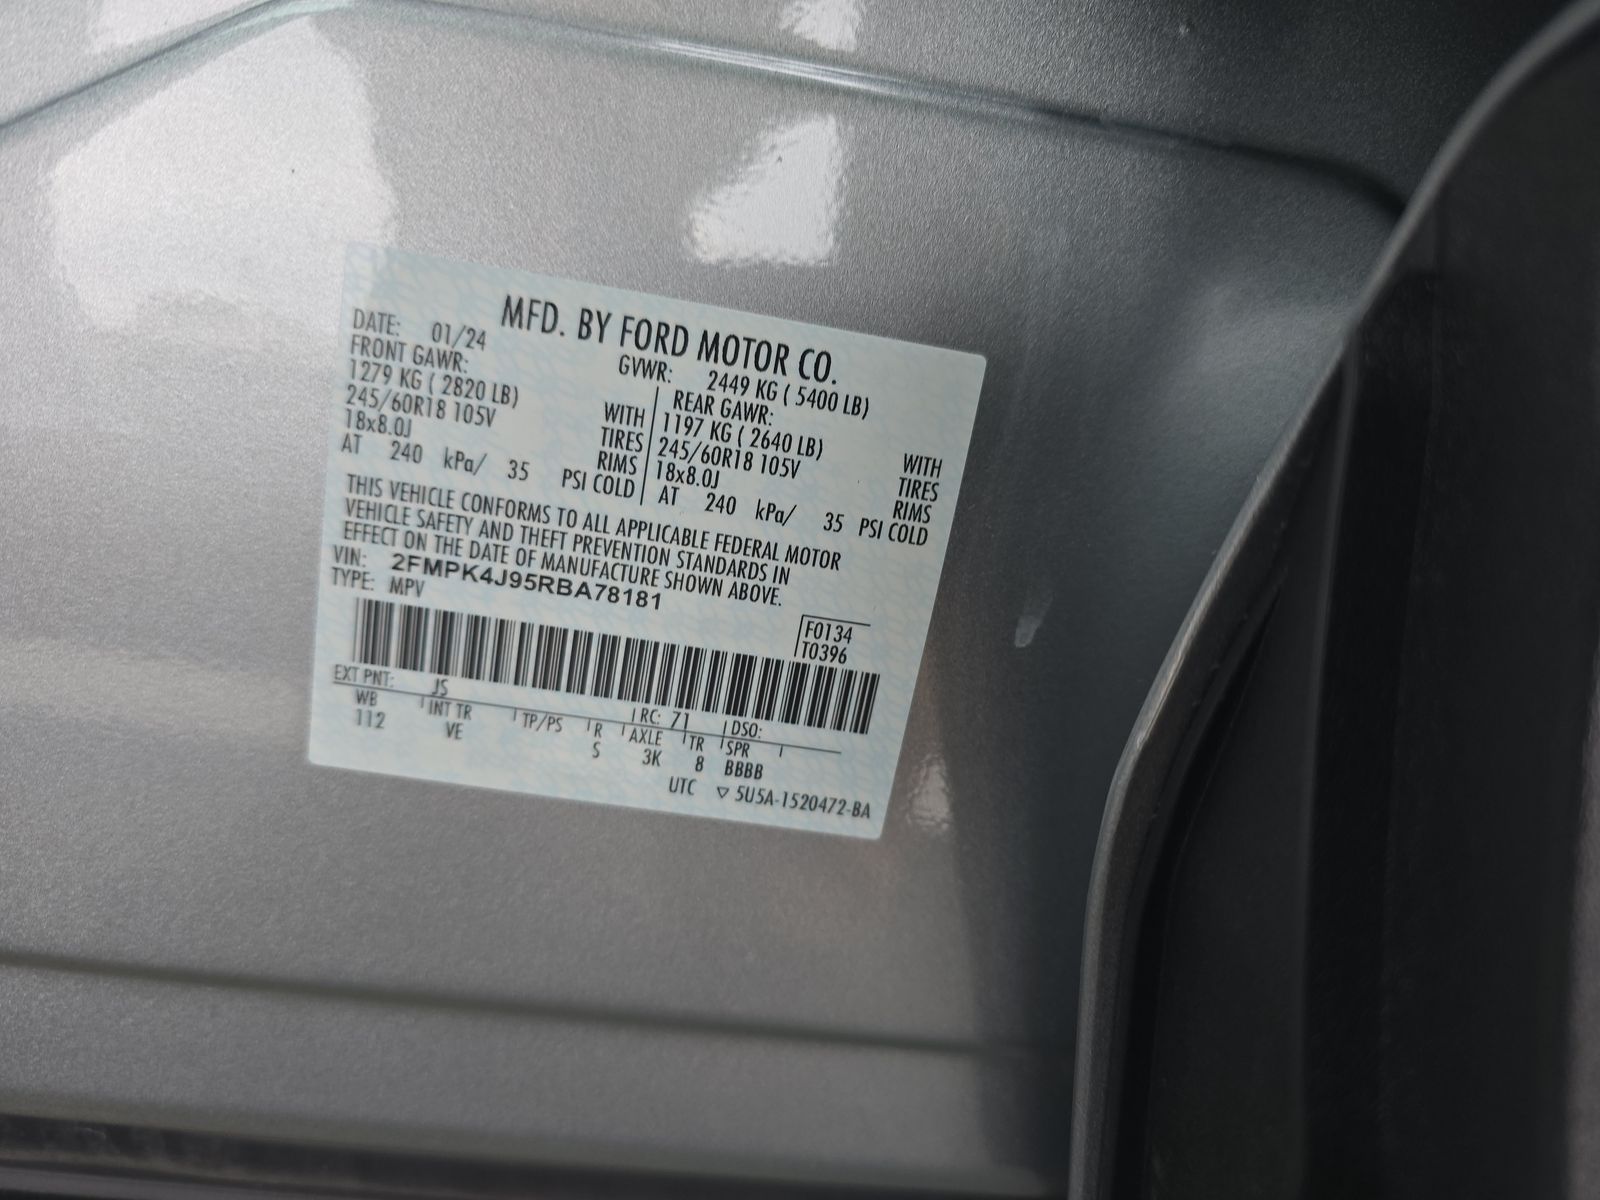 MFD. BY FORD MOTOR CO.
DATE: 01/24
GVWR: 2449 KG ( 5400 LB)
FRONT GAWR:
1279 KG ( 2820 LB) WITH
245/60R18 105V TIRES
18x8.0J RIMS
AT 240 kPa/ 35 PSI COLD
REAR GAWR:
1197 KG ( 2640 LB) WITH
245/60R18 105V TIRES
18x8.0J RIMS
AT 240 kPa/ 35 PSI COLD
THIS VEHICLE CONFORMS TO ALL APPLICABLE FEDERAL MOTOR
VEHICLE SAFETY AND THEFT PREVENTION STANDARDS IN
EFFECT ON THE DATE OF MANUFACTURE SHOWN ABOVE.
VIN: 2FMPK4J95RBA78181
TYPE: MPV
F0134
T0396
EXT PNT: JS RC: 71 DSO:
WB INT TR TP/PS R AXLE TR SPR
112 VE S 3K 8 BBBB
UTC ▽ 5U5A-1520472-BA